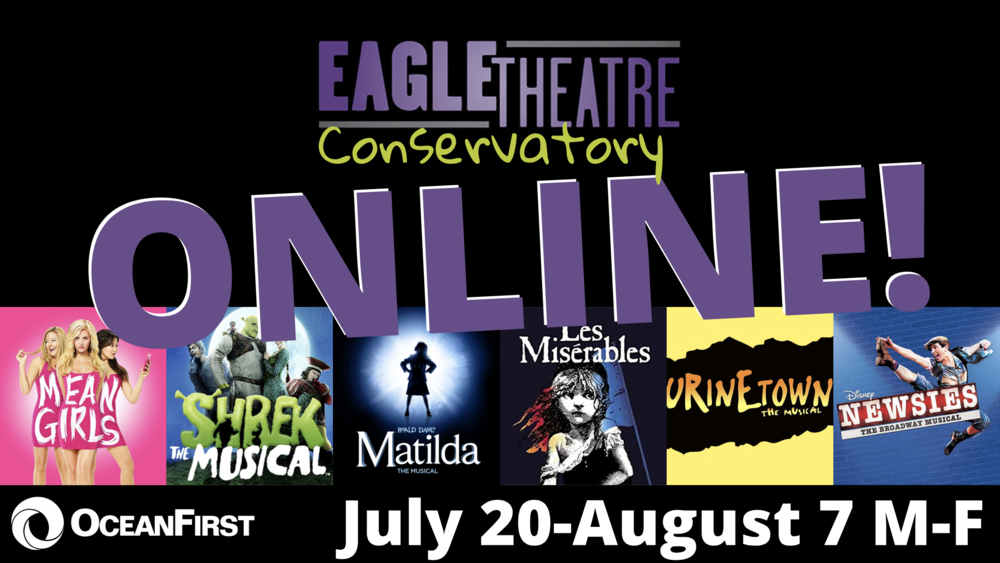 EAGLE THEATRE
Conservatory
ONLINE!
MEAN
GIRLS
SHREK
THE MUSICAL
ROALD DAHL'S
Matilda
THE MUSICAL
Les
Misérables
URINETOWN
THE MUSICAL
Disney
NEWSIES
THE BROADWAY MUSICAL
OCEANFIRST
July 20-August 7 M-F